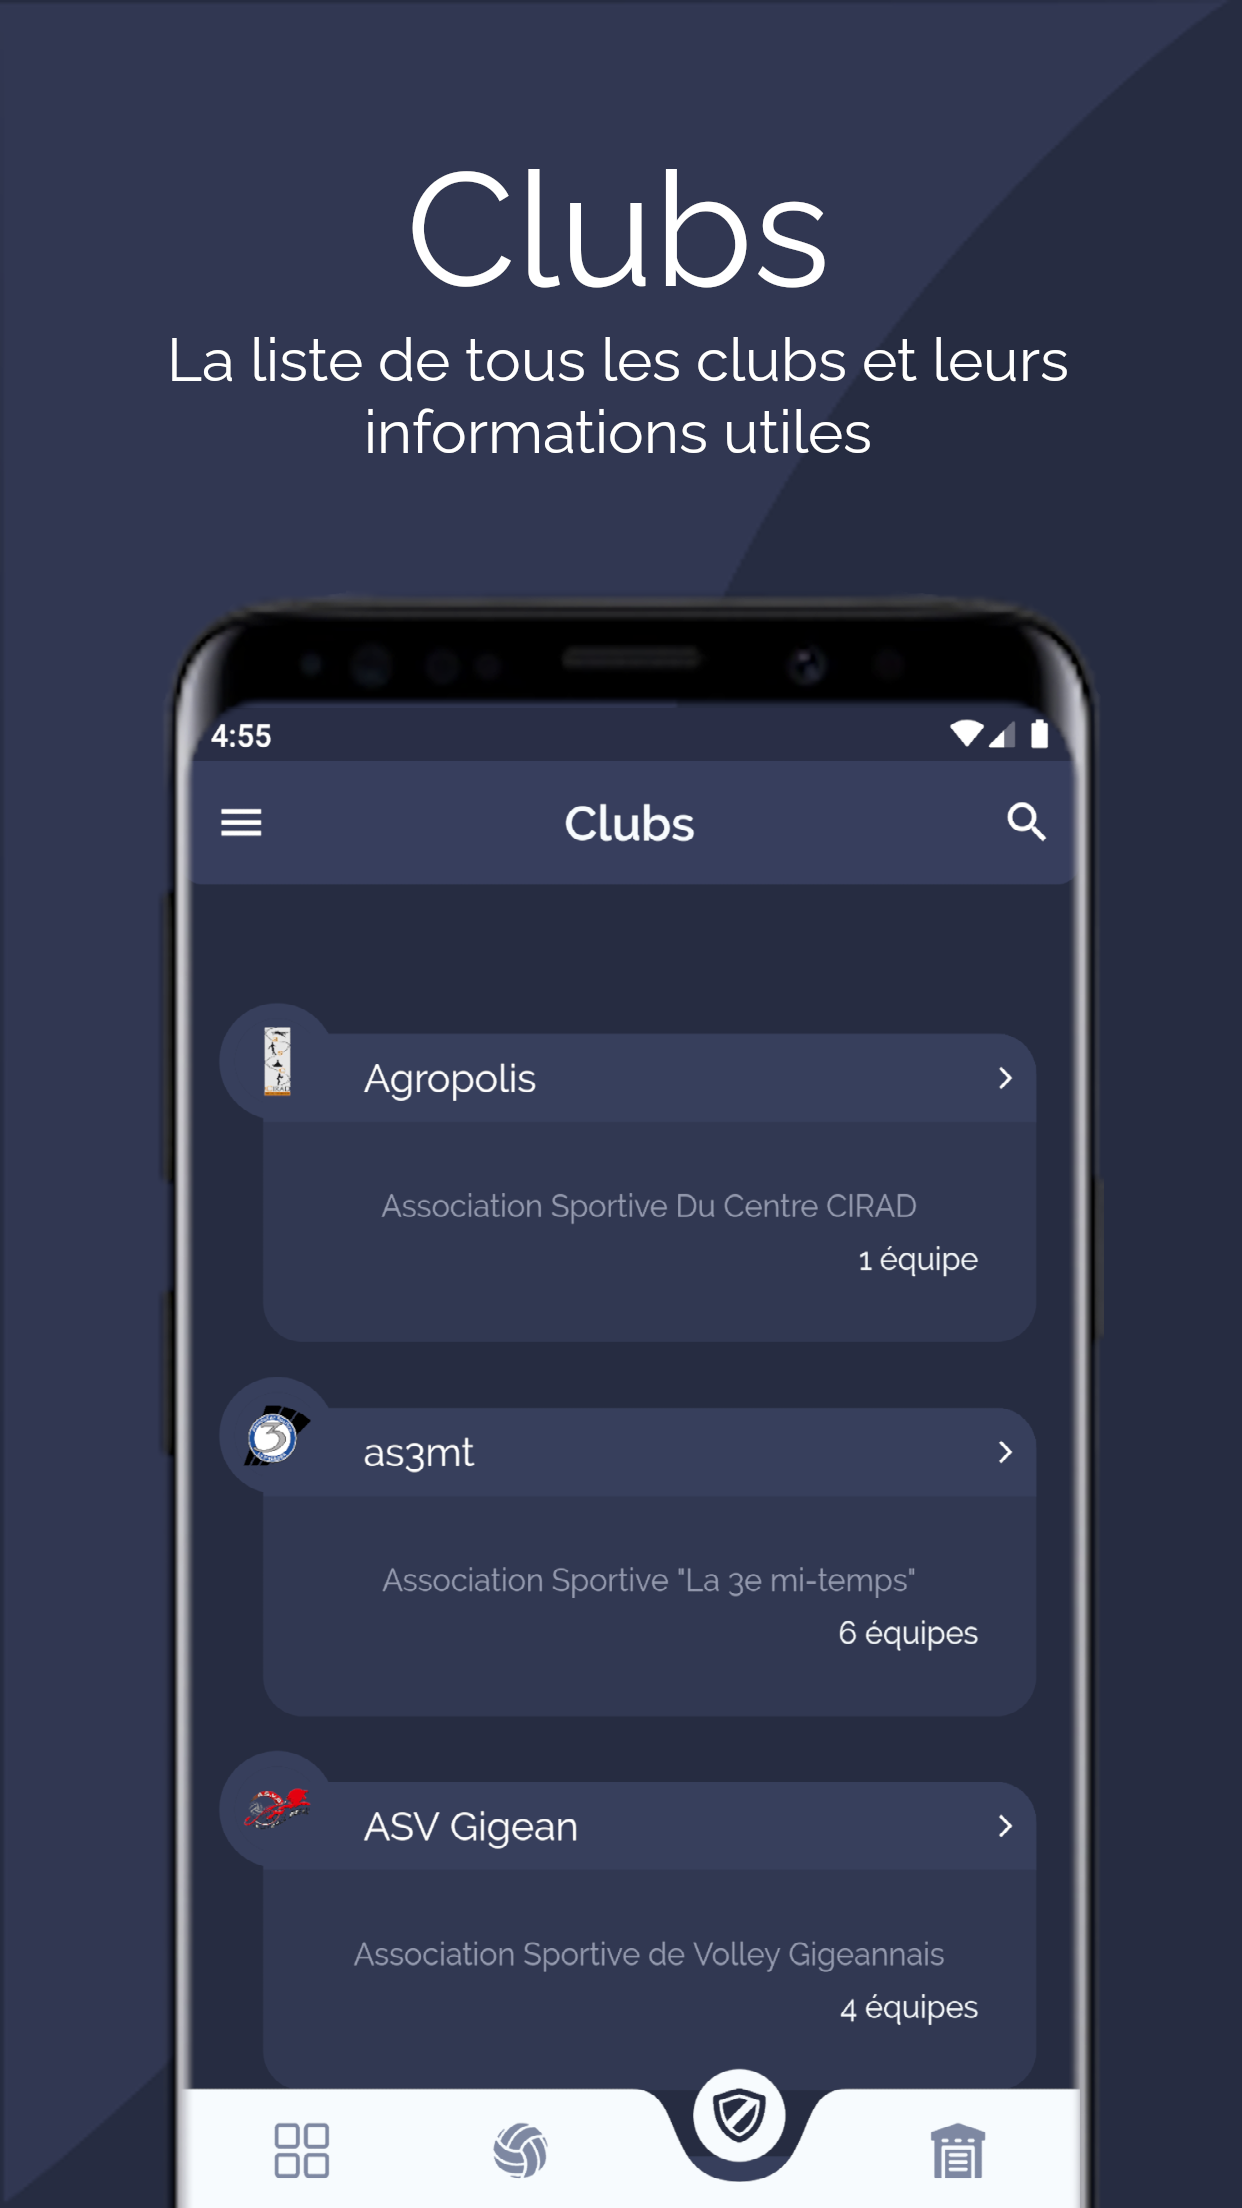 Clubs
La liste de tous les clubs et leurs
informations utiles
4:55
Clubs
Agropolis
Association Sportive Du Centre CIRAD
1 équipe
as3mt
Association Sportive "La 3e mi-temps"
6 équipes
ASV Gigean
Association Sportive de Volley Gigeannais
4 équipes